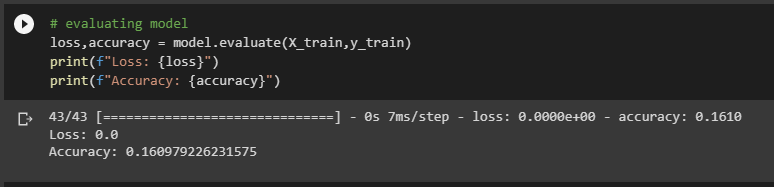 # evaluating model
loss,accuracy = model.evaluate(X_train,y_train)
print(f"Loss: {loss}")
print(f"Accuracy: {accuracy}")
43/43 [==============================] - 0s 7ms/step - loss: 0.0000e+00 - accuracy: 0.1610
Loss: 0.0
Accuracy: 0.160979226231575